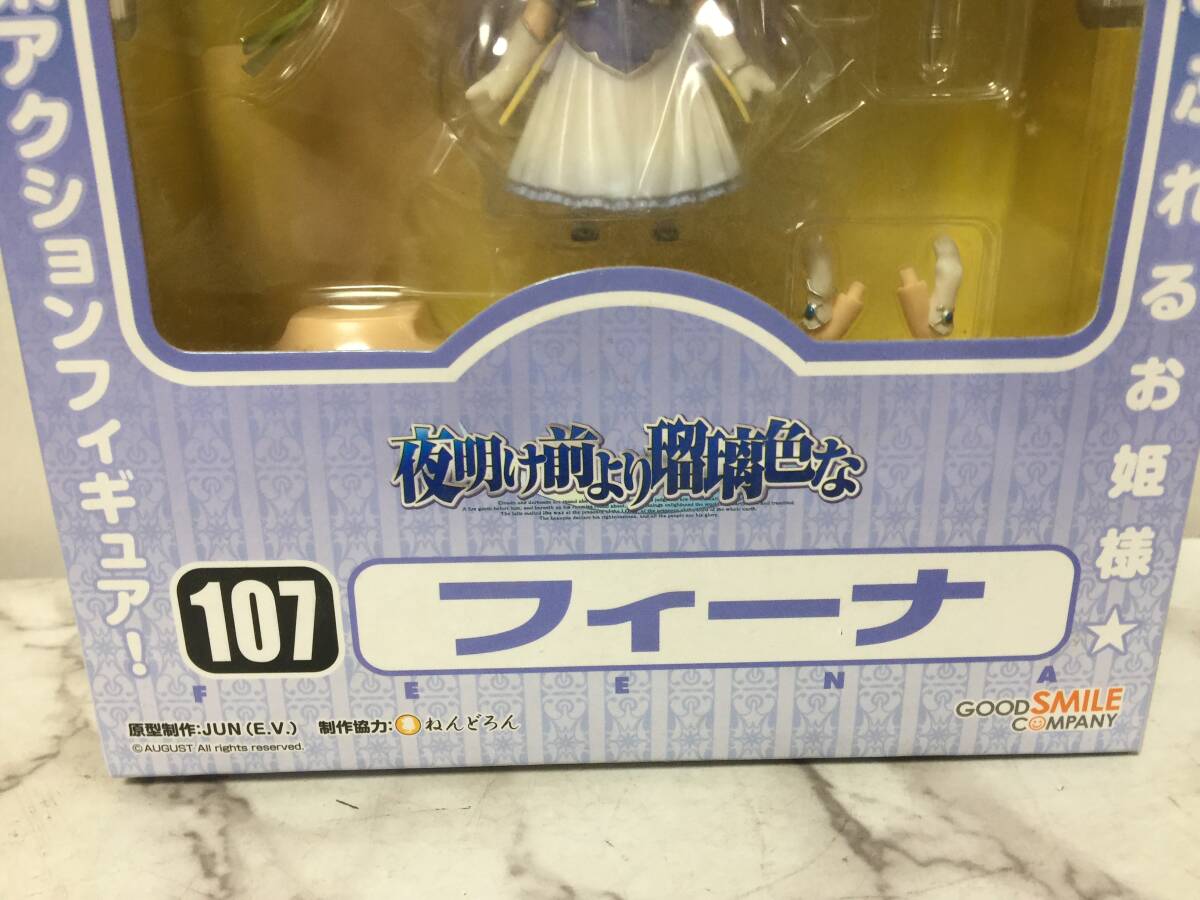 アクションフィギュア!
ふれるお姫様★
夜明け前より瑠璃色な
107
フィーナ
FEENA
原型制作:JUN (E.V.) 制作協力: ねんどろん
©AUGUST All rights reserved.
GOOD SMILE
COMPANY